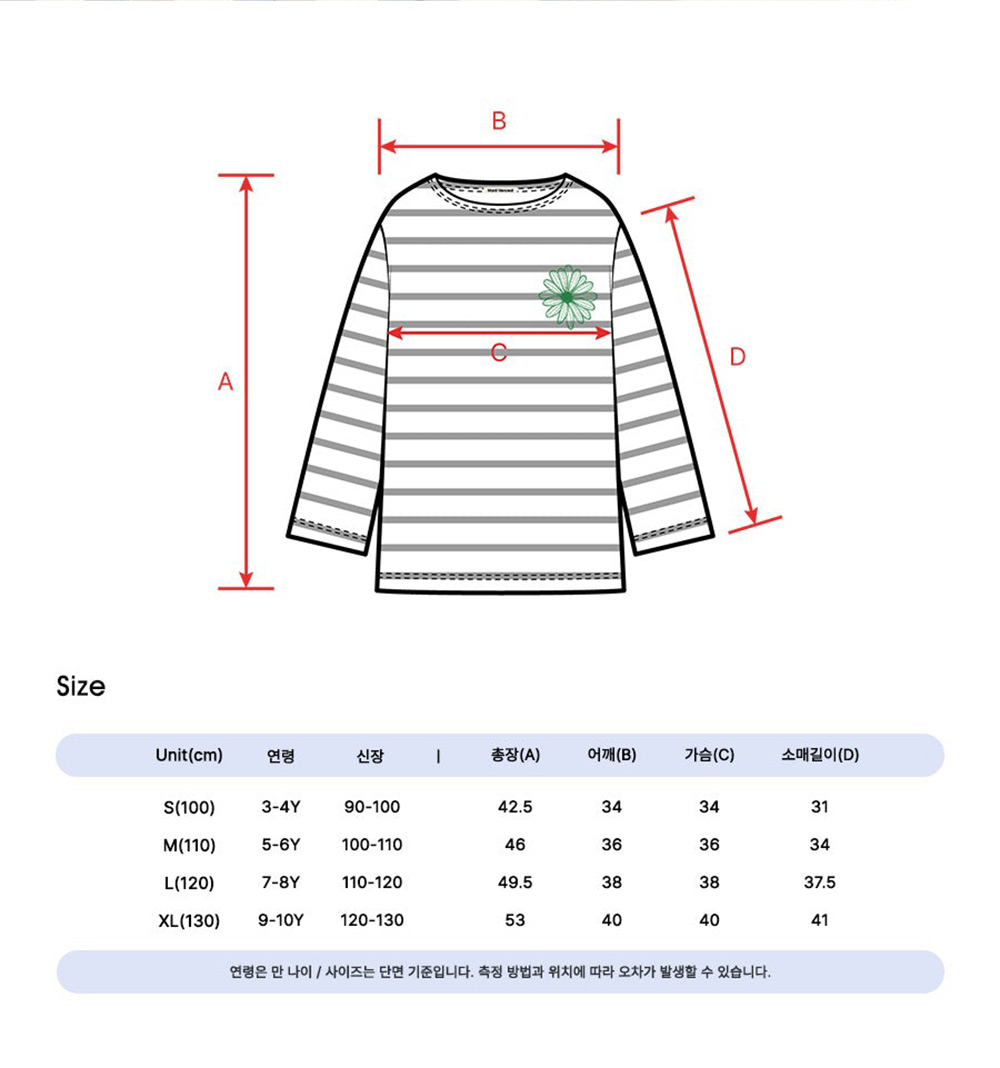 B
A
C
D
Size
Unit(cm) 연령 신장 | 총장(A) 어깨(B) 가슴(C) 소매길이(D)
S(100) 3-4Y 90-100 42.5 34 34 31
M(110) 5-6Y 100-110 46 36 36 34
L(120) 7-8Y 110-120 49.5 38 38 37.5
XL(130) 9-10Y 120-130 53 40 40 41
연령은 만 나이 / 사이즈는 단면 기준입니다. 측정 방법과 위치에 따라 오차가 발생할 수 있습니다.